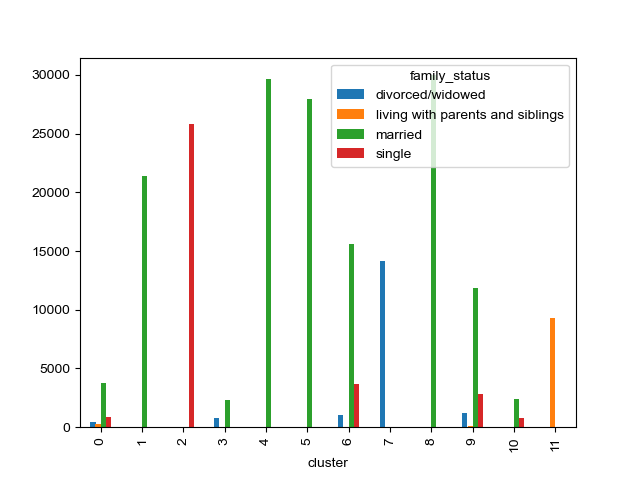 30000
25000
20000
15000
10000
5000
0
family_status
divorced/widowed
living with parents and siblings
married
single
0 1 2 3 4 5 6 7 8 9 10 11
cluster